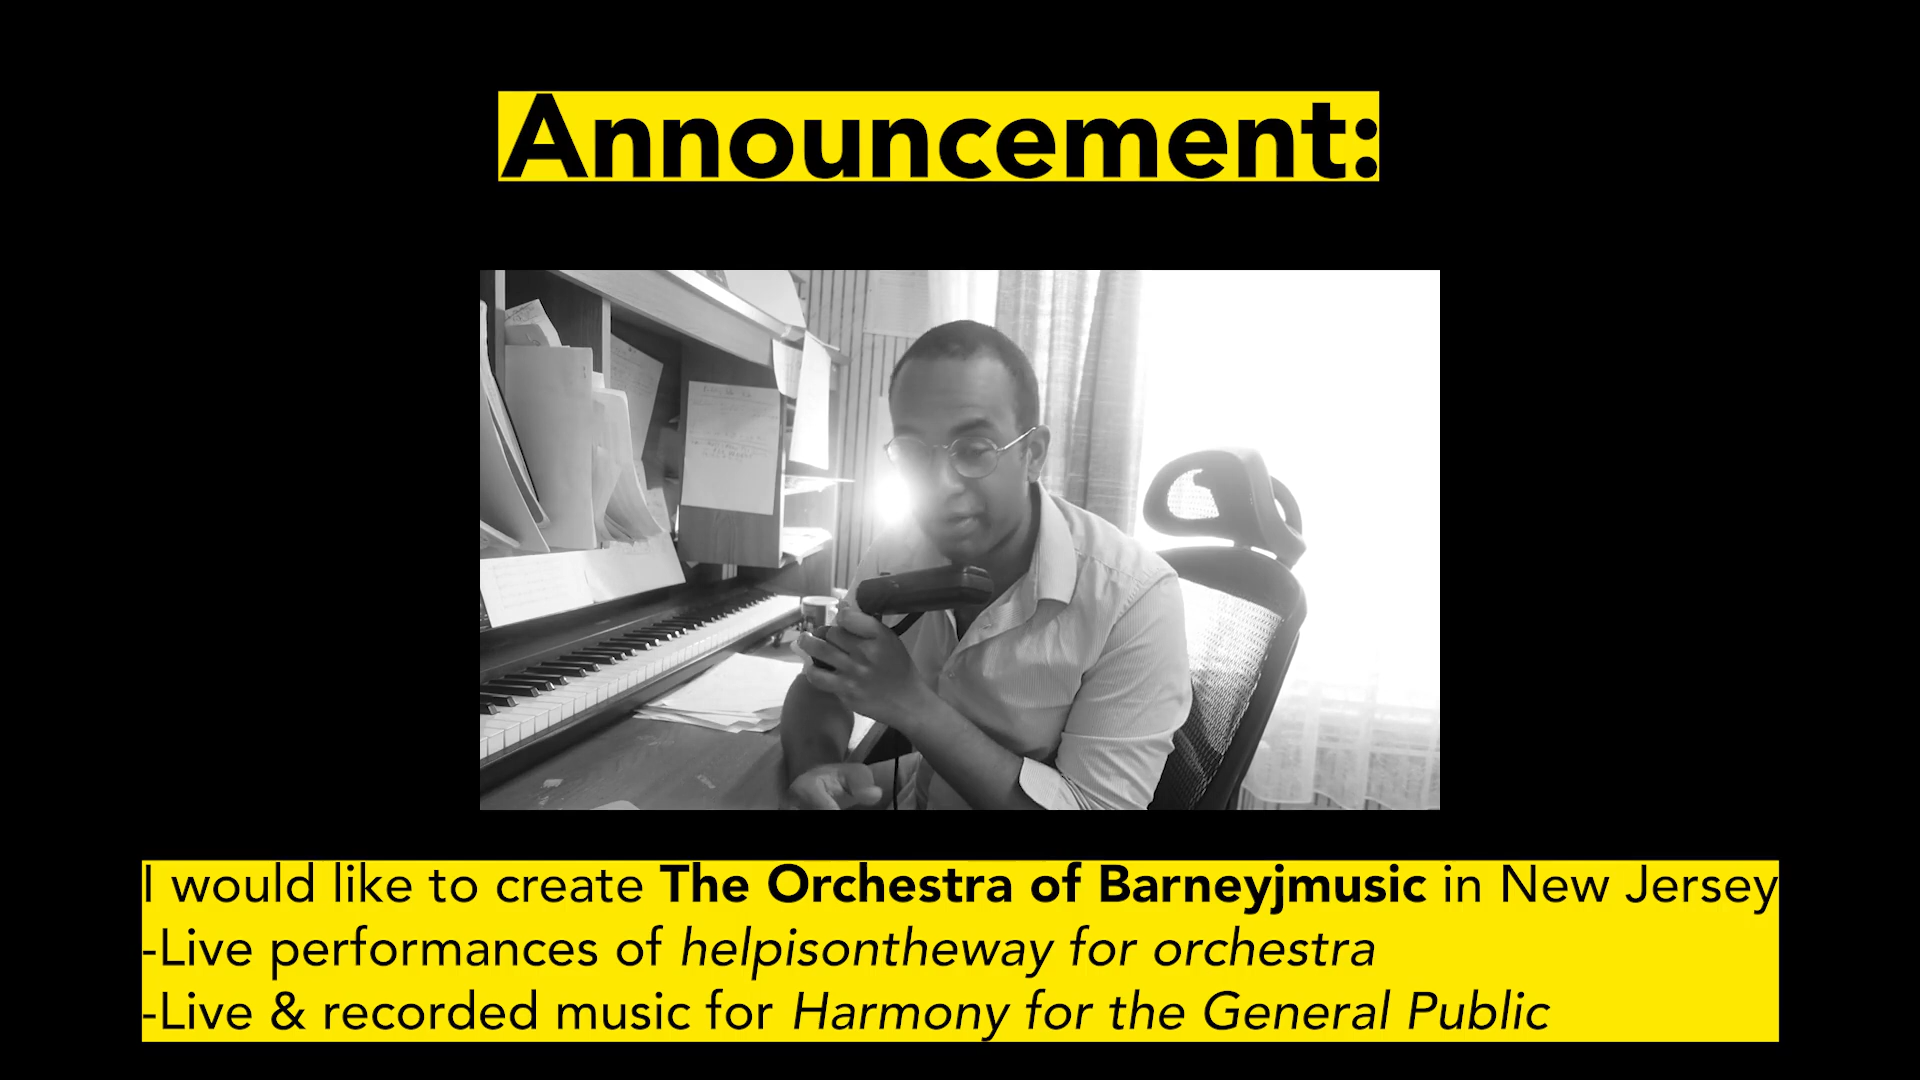 Announcement:
I would like to create The Orchestra of Barneyjmusic in New Jersey
-Live performances of helpisontheway for orchestra
-Live & recorded music for Harmony for the General Public